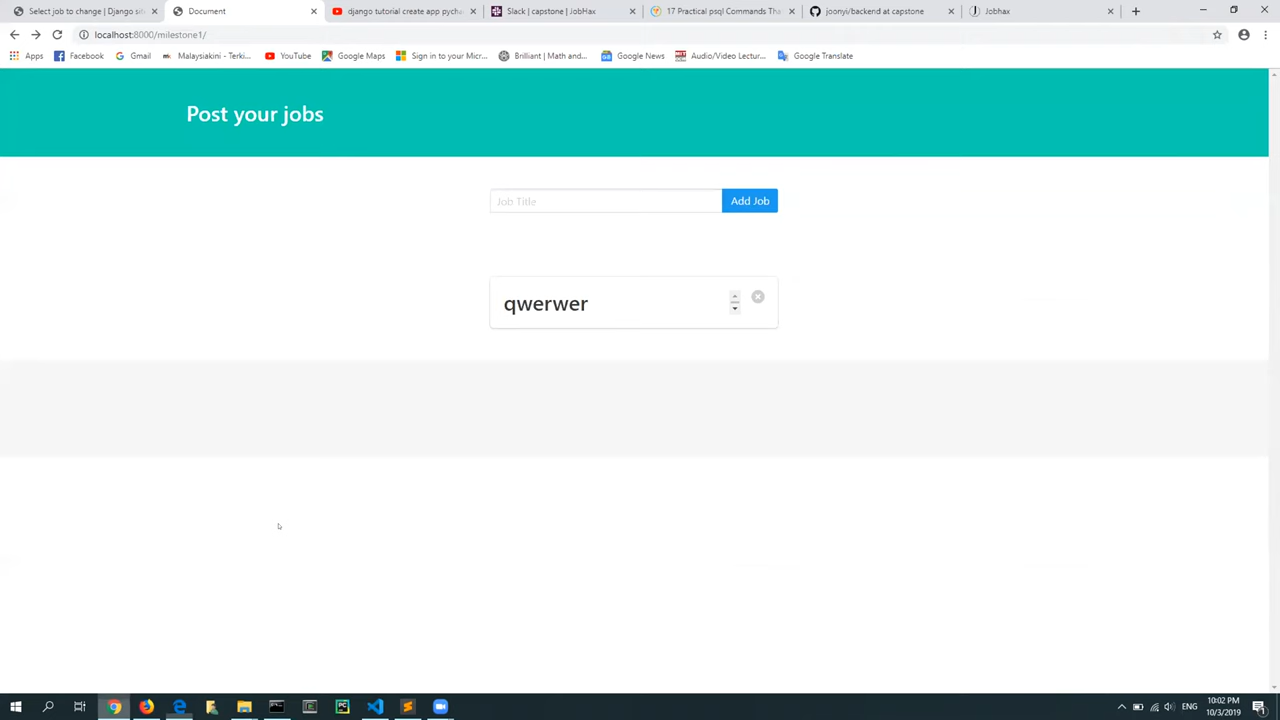 Select job to change | Django sit
Document
django tutorial create app pycha
Slack | capstone | JobHax
17 Practical psql Commands Tha
joonyi/backend at capstone
Jobhax
localhost:8000/milestone1/
Apps
Facebook
Gmail
Malaysiakini - Terki...
YouTube
Google Maps
Sign in to your Micr...
Brilliant | Math and...
Google News
Audio/Video Lectur...
Google Translate
Post your jobs
Job Title
Add Job
qwerwer
ENG
10:02 PM
10/3/2019